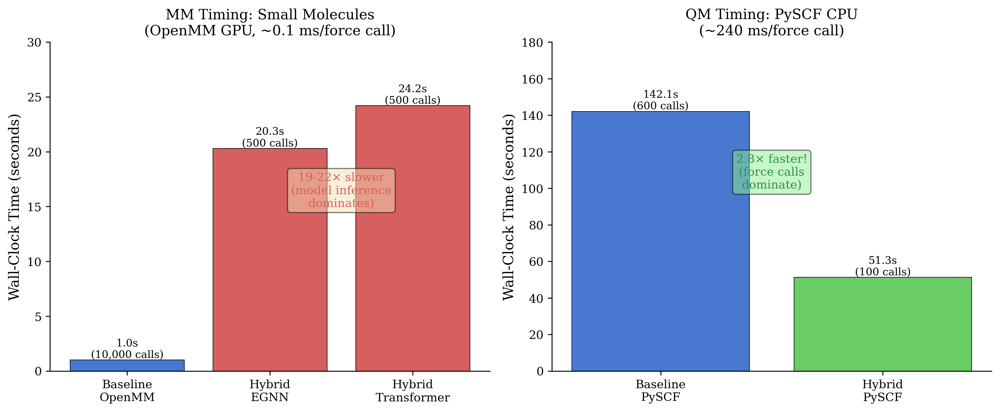 MM Timing: Small Molecules
(OpenMM GPU, ~0.1 ms/force call)
Wall-Clock Time (seconds)
30
25
20
15
10
5
0
1.0s
(10,000 calls)
20.3s
(500 calls)
24.2s
(500 calls)
19-22× slower
(model inference
dominates)
Baseline
OpenMM
Hybrid
EGNN
Hybrid
Transformer
QM Timing: PySCF CPU
(~240 ms/force call)
Wall-Clock Time (seconds)
180
160
140
120
100
80
60
40
20
0
142.1s
(600 calls)
2.8× faster!
(force calls
dominate)
51.3s
(100 calls)
Baseline
PySCF
Hybrid
PySCF